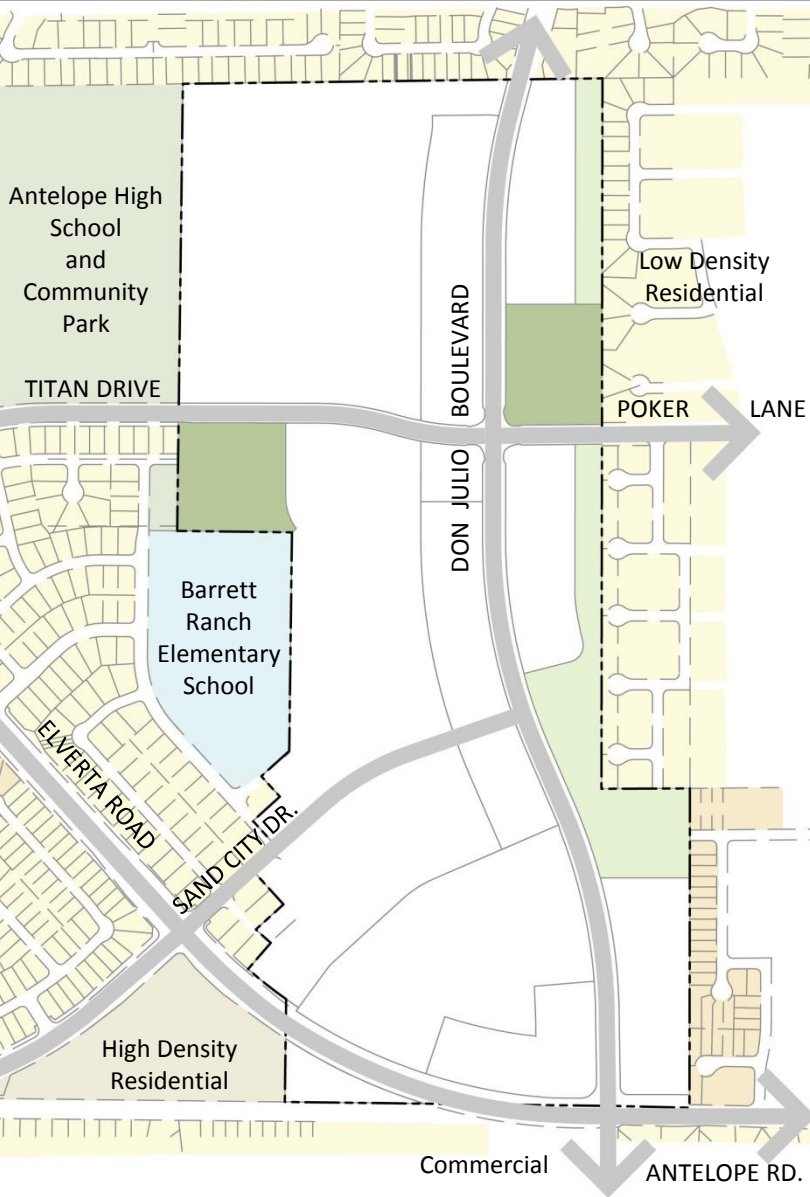 Antelope High
School
and
Community
Park
Low Density
Residential
DON JULIO BOULEVARD
TITAN DRIVE
POKER LANE
Barrett
Ranch
Elementary
School
ELVERTA ROAD
SAND CITY DR.
High Density
Residential
Commercial
ANTELOPE RD.